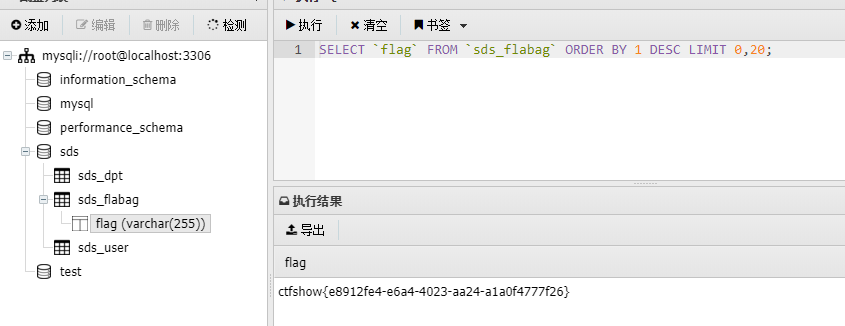 添加 编辑 删除 检测
mysqli://root@localhost:3306
information_schema
mysql
performance_schema
sds
sds_dpt
sds_flabag
flag (varchar(255))
sds_user
test
执行 清空 书签
1 SELECT `flag` FROM `sds_flabag` ORDER BY 1 DESC LIMIT 0,20;
执行结果
导出
flag
ctfshow{e8912fe4-e6a4-4023-aa24-a1a0f4777f26}